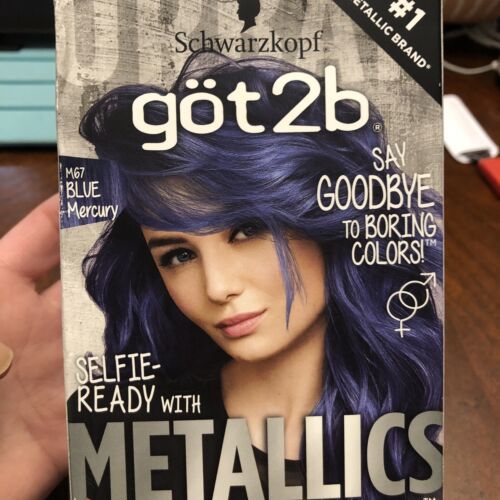 Schwarzkopf
#1
METALLIC BRAND*
göt2b®
M67
BLUE
Mercury
SAY
GOODBYE
TO BORING
COLORS!™
SELFIE-
READY WITH
METALLICS